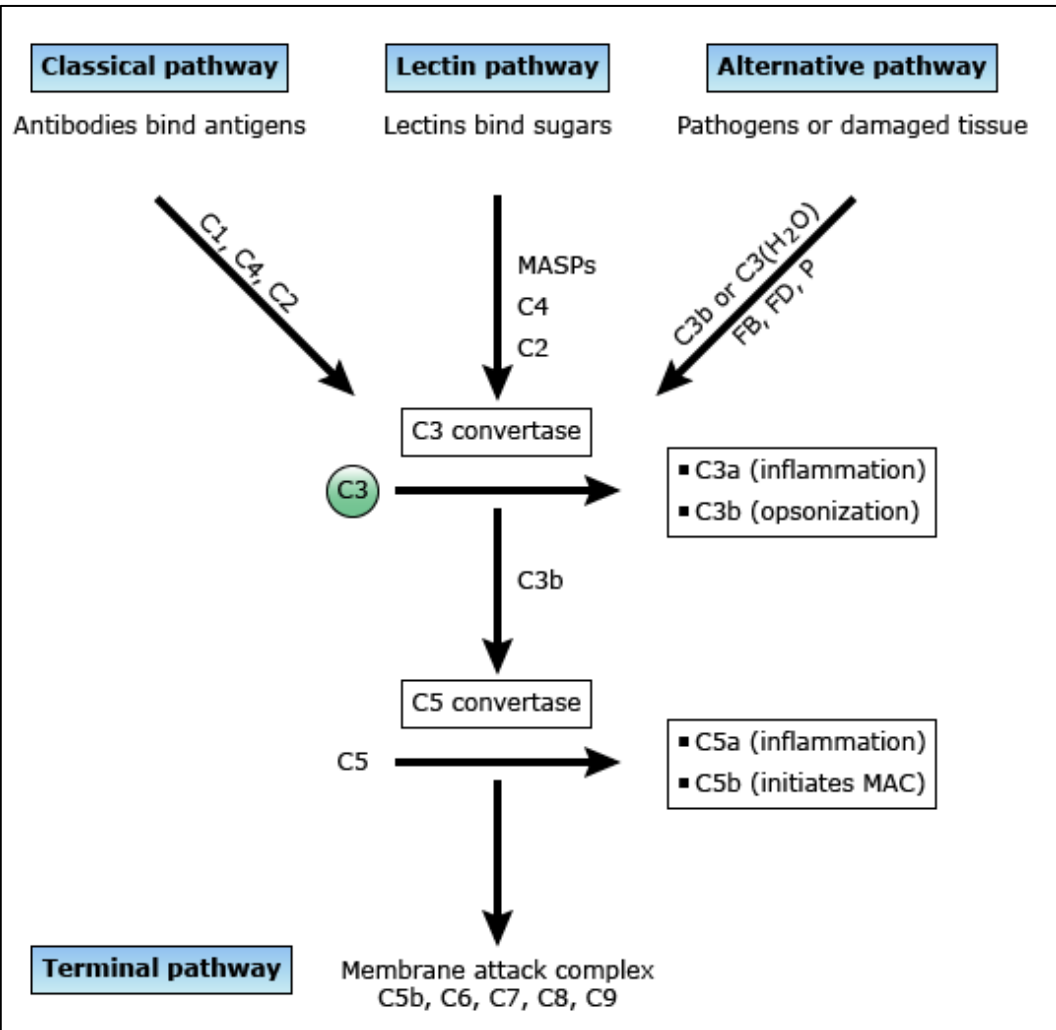 Classical pathway
Antibodies bind antigens
Lectin pathway
Lectins bind sugars
Alternative pathway
Pathogens or damaged tissue
C1, C4, C2
MASPs
C4
C2
C3b or C3(H₂O)
FB, FD, P
C3 convertase
C3
▪ C3a (inflammation)
▪ C3b (opsonization)
C3b
C5 convertase
C5
▪ C5a (inflammation)
▪ C5b (initiates MAC)
Terminal pathway
Membrane attack complex
C5b, C6, C7, C8, C9